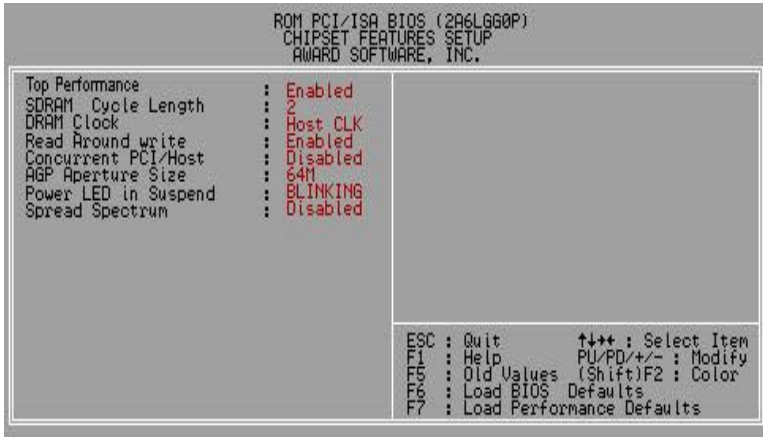 ROM PCI/ISA BIOS (2A6LGG0P)
CHIPSET FEATURES SETUP
AWARD SOFTWARE, INC.
Top Performance : Enabled
SDRAM Cycle Length : 2
DRAM Clock : Host CLK
Read Around write : Enabled
Concurrent PCI/Host : Disabled
AGP Aperture Size : 64M
Power LED in Suspend : BLINKING
Spread Spectrum : Disabled
ESC : Quit ↑↓→← : Select Item
F1 : Help PU/PD/+/- : Modify
F5 : Old Values (Shift)F2 : Color
F6 : Load BIOS Defaults
F7 : Load Performance Defaults